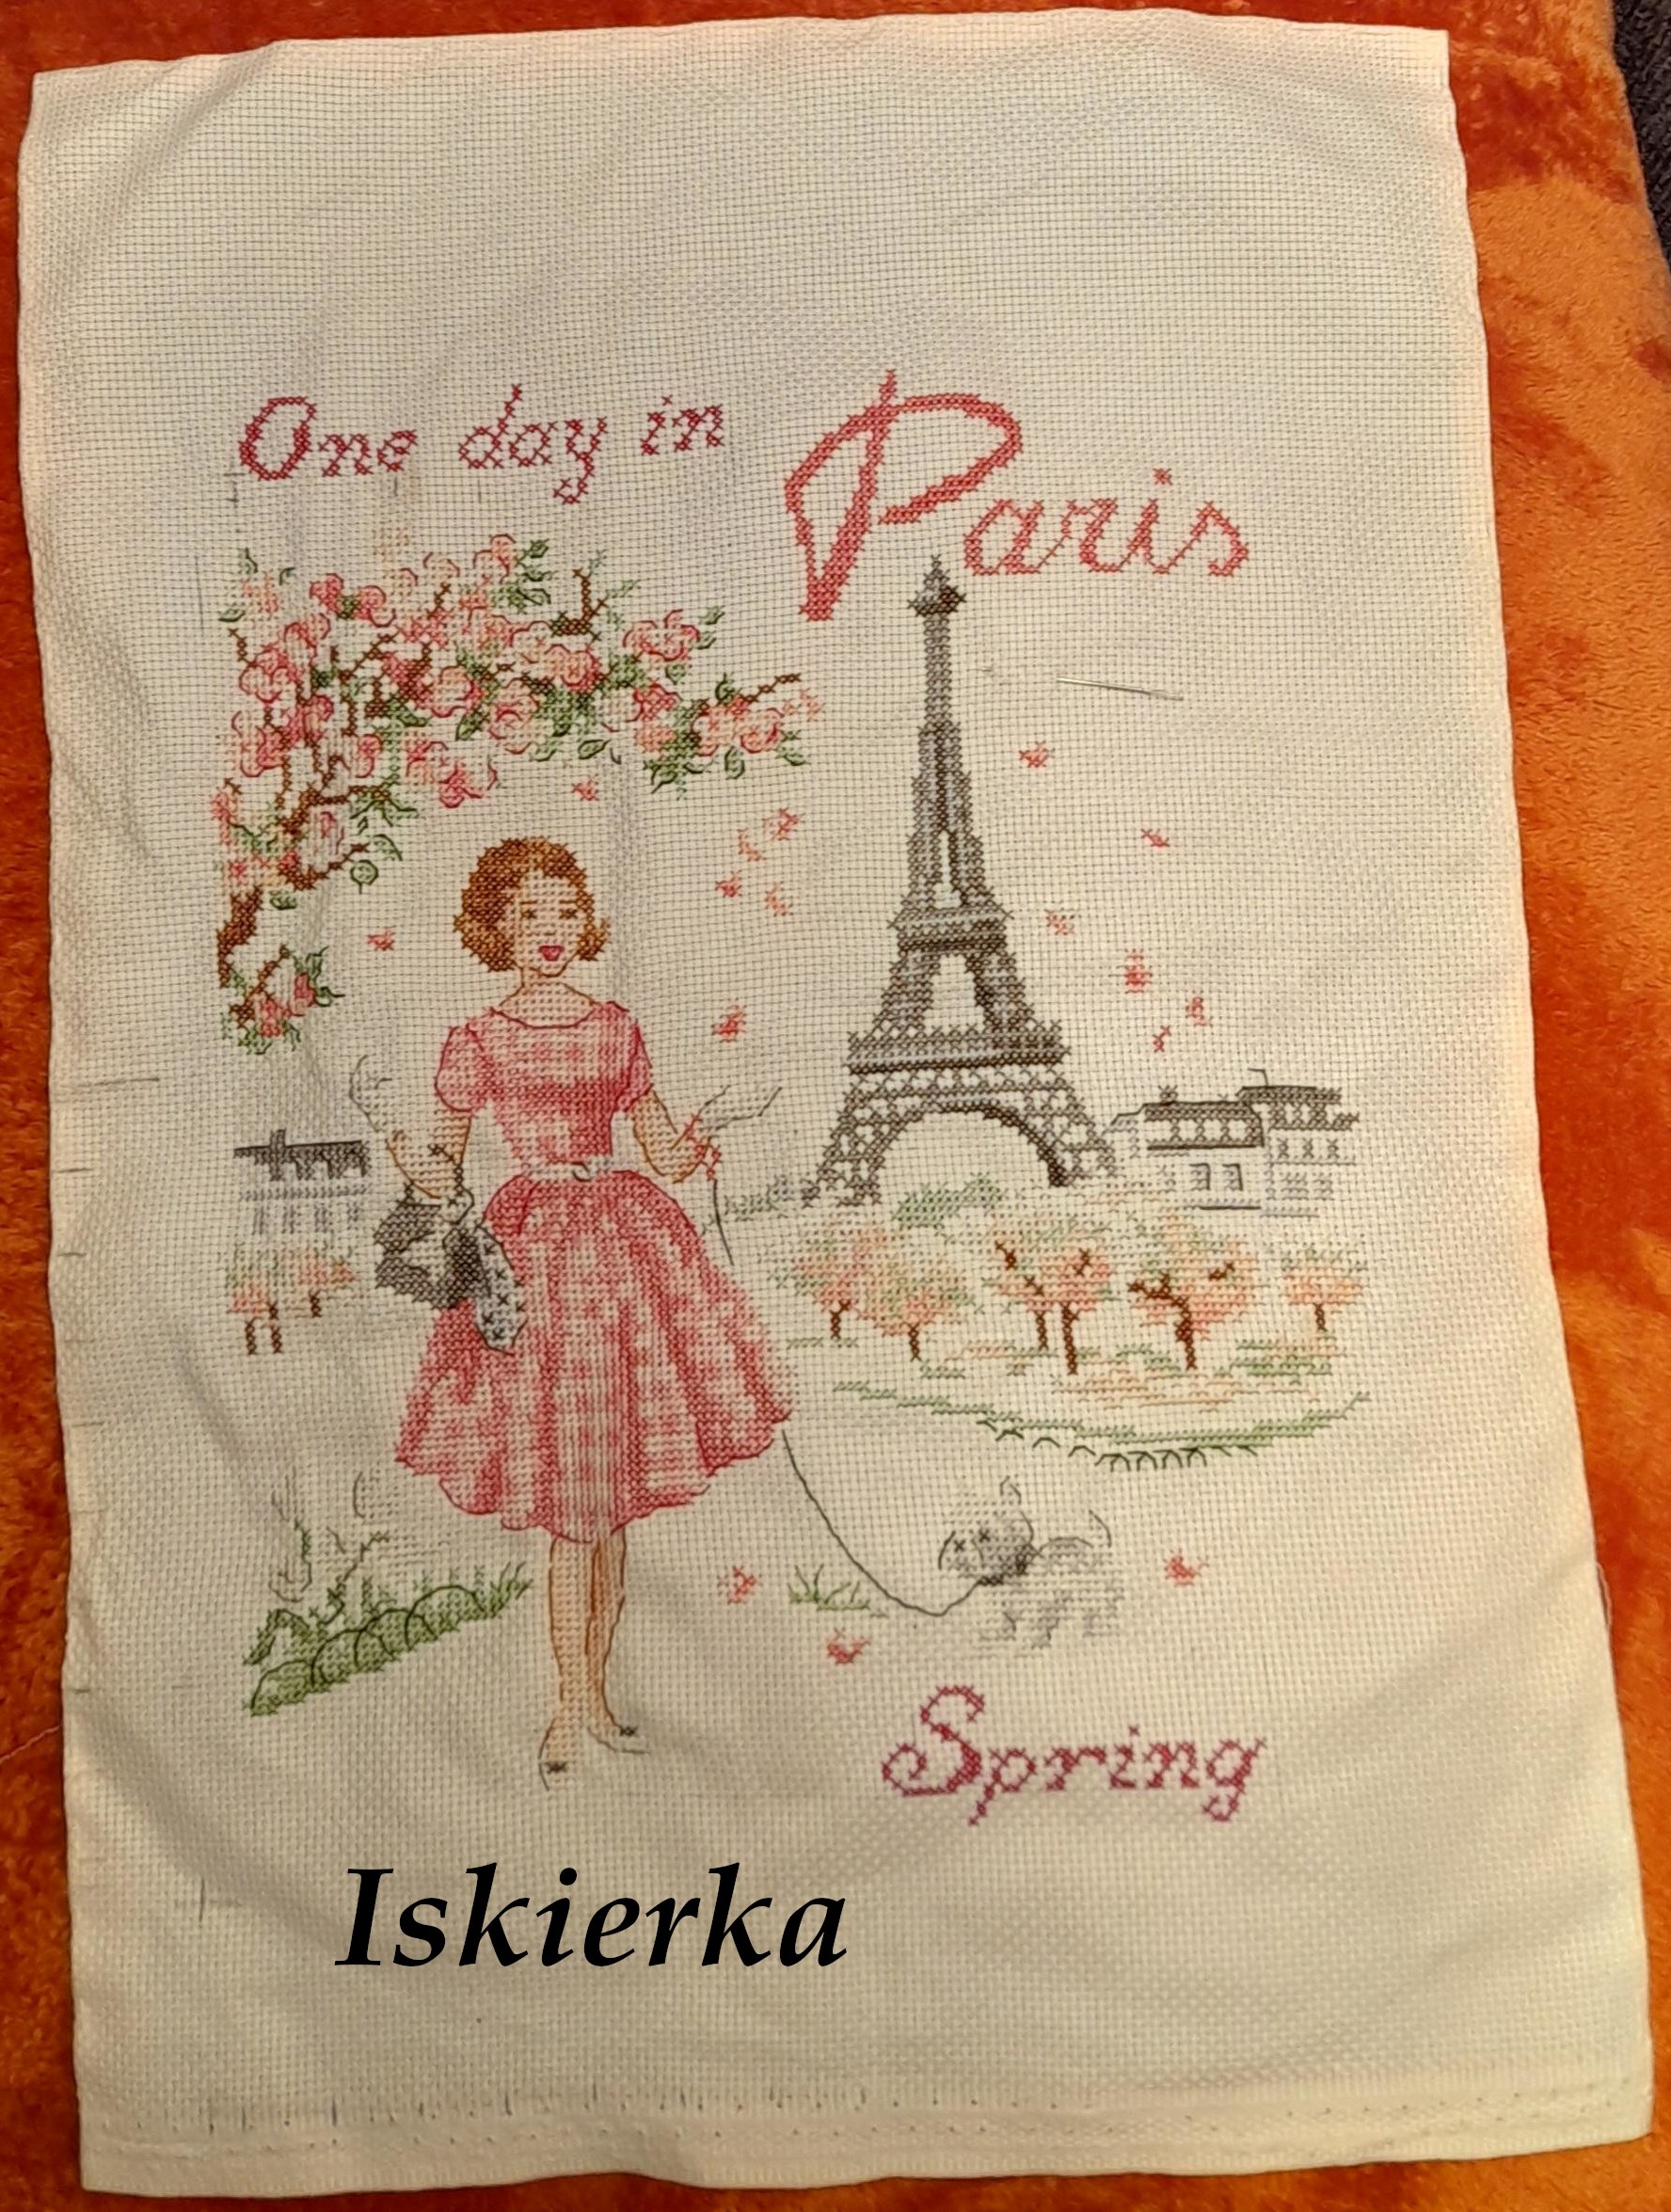 One day in Paris
Spring
Iskierka